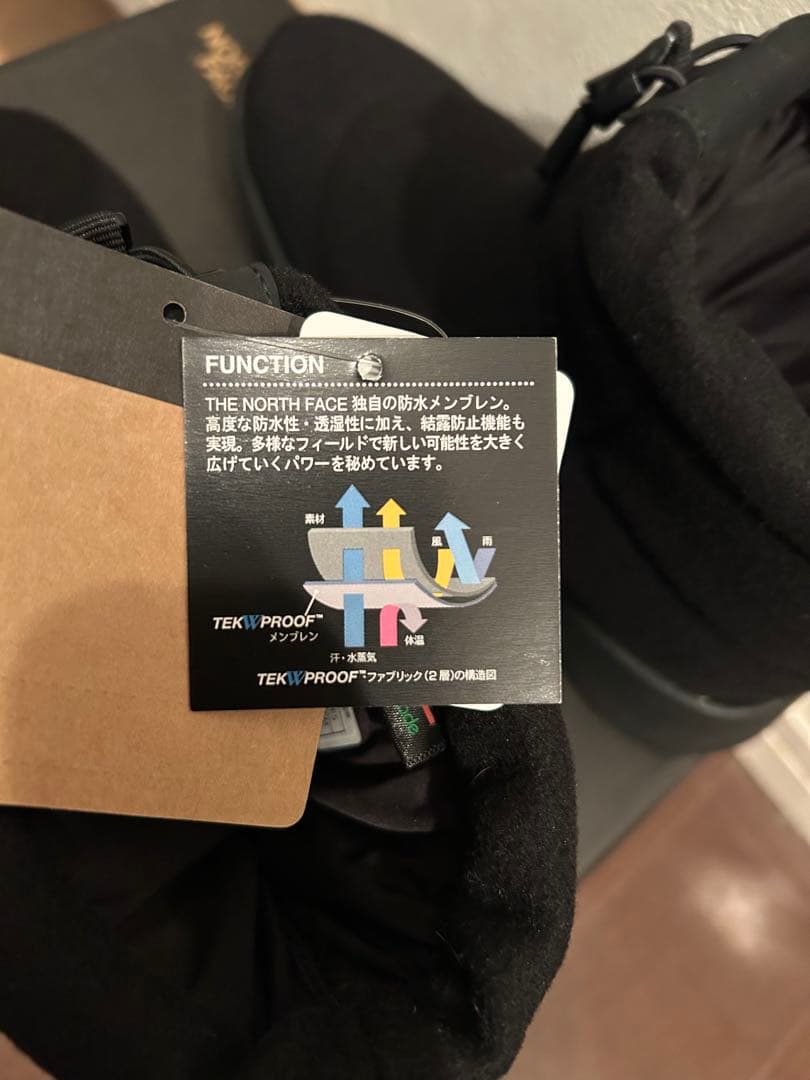 FUNCTION
THE NORTH FACE 独自の防水メンブレン。
高度な防水性・透湿性に加え、結露防止機能も
実現。多様なフィールドで新しい可能性を大きく
広げていくパワーを秘めています。
素材
風
雨
TEKWPROOF™
メンブレン
体温
汗・水蒸気
TEKWPROOF™ファブリック(2層)の構造図